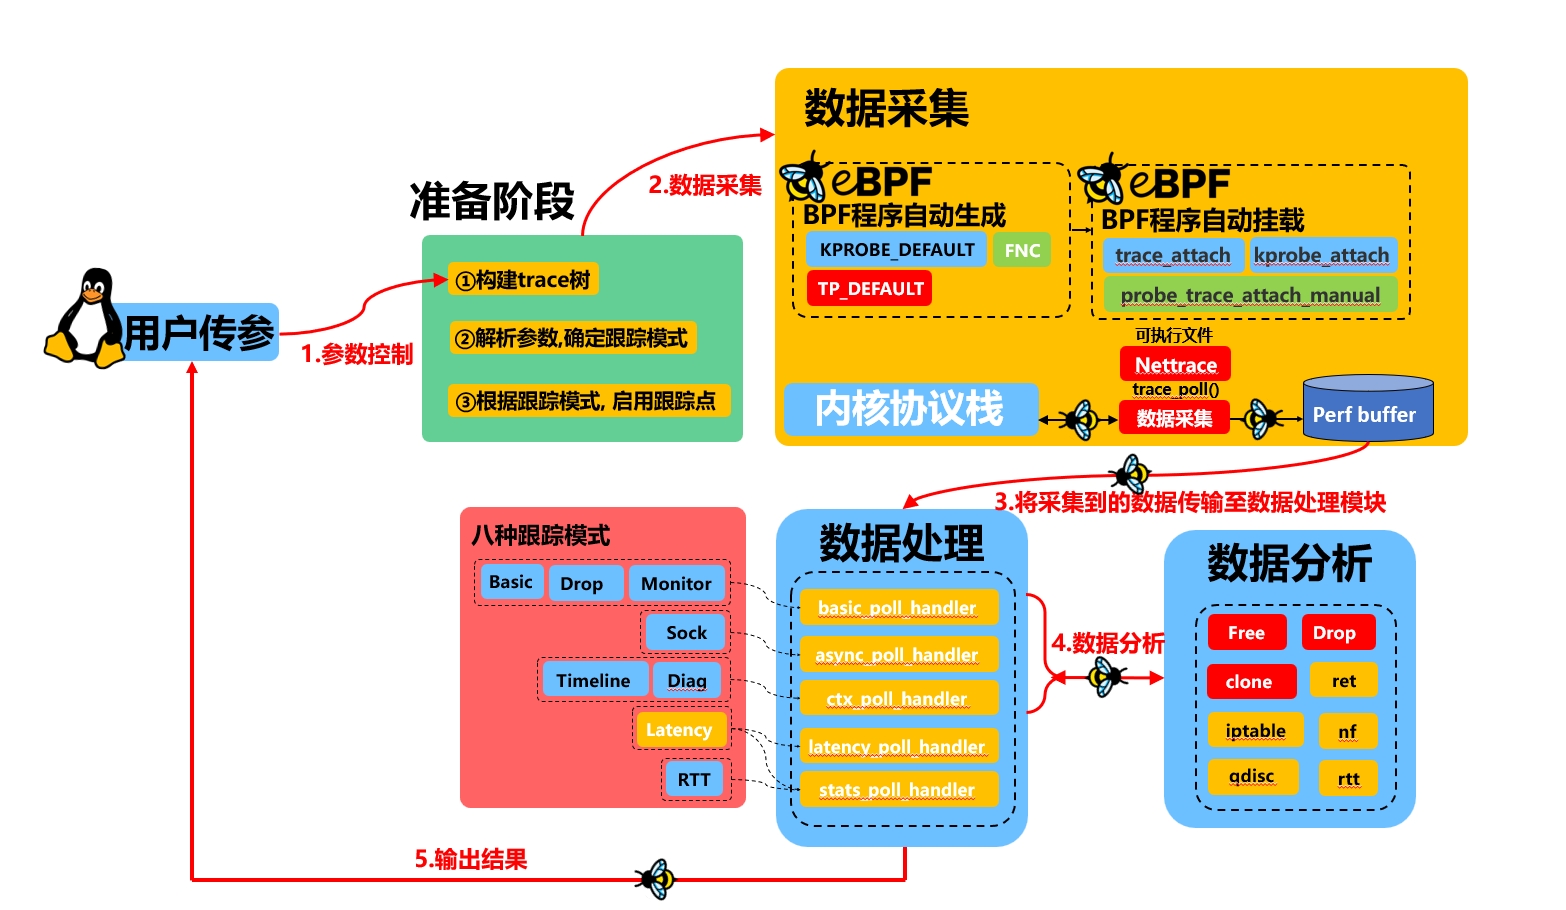 数据采集
eBPF
BPF程序自动生成
KPROBE_DEFAULT
FNC
TP_DEFAULT
eBPF
BPF程序自动挂载
trace_attach
kprobe_attach
probe_trace_attach_manual
可执行文件
Nettrace
trace_poll()
数据采集
内核协议栈
Perf buffer
2.数据采集
准备阶段
①构建trace树
②解析参数,确定跟踪模式
③根据跟踪模式, 启用跟踪点
用户传参
1.参数控制
3.将采集到的数据传输至数据处理模块
八种跟踪模式
Basic
Drop
Monitor
Sock
Timeline
Diag
Latency
RTT
数据处理
basic_poll_handler
async_poll_handler
ctx_poll_handler
latency_poll_handler
stats_poll_handler
4.数据分析
数据分析
Free
Drop
clone
ret
iptable
nf
qdisc
rtt
5.输出结果